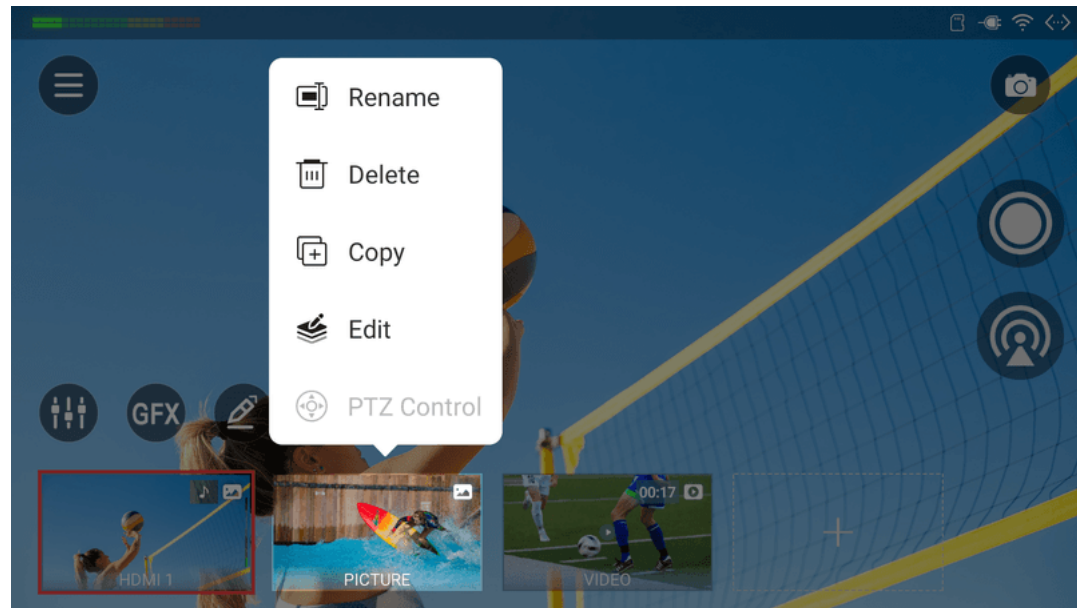 Rename
Delete
Copy
Edit
PTZ Control
GFX
00:17
HDMI 1
PICTURE
VIDEO